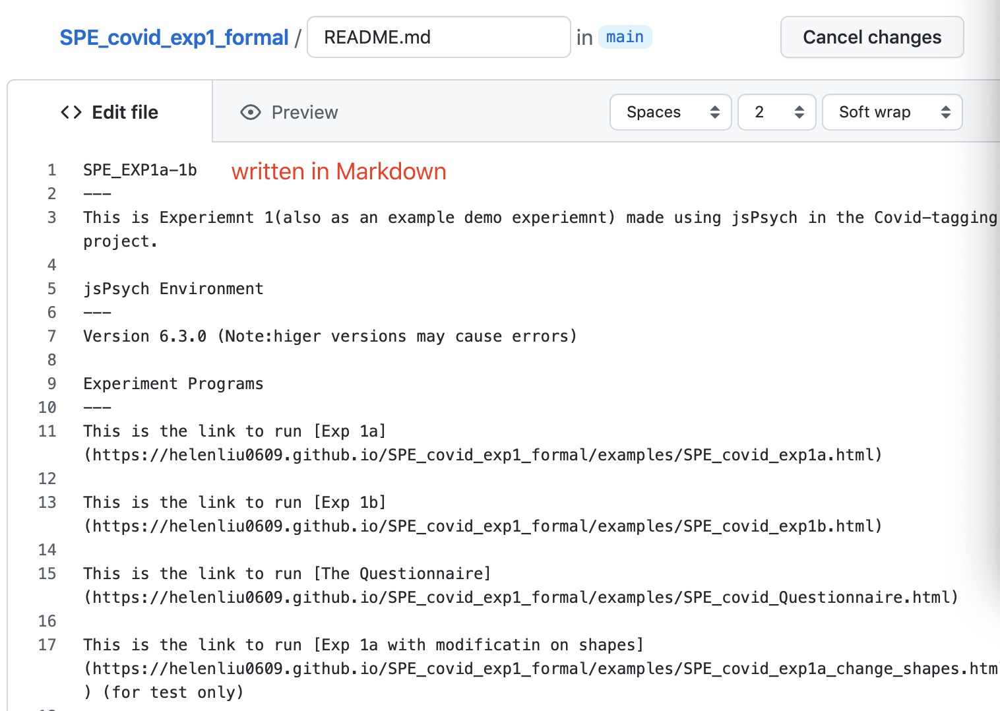 SPE_covid_exp1_formal / README.md in main Cancel changes
<> Edit file Preview Spaces 2 Soft wrap
1 SPE_EXP1a-1b written in Markdown
2 ---
3 This is Experiemnt 1(also as an example demo experiemnt) made using jsPsych in the Covid-tagging
project.
4
5 jsPsych Environment
6 ---
7 Version 6.3.0 (Note:higer versions may cause errors)
8
9 Experiment Programs
10 ---
11 This is the link to run [Exp 1a]
(https://helenliu0609.github.io/SPE_covid_exp1_formal/examples/SPE_covid_exp1a.html)
12
13 This is the link to run [Exp 1b]
(https://helenliu0609.github.io/SPE_covid_exp1_formal/examples/SPE_covid_exp1b.html)
14
15 This is the link to run [The Questionnaire]
(https://helenliu0609.github.io/SPE_covid_exp1_formal/examples/SPE_covid_Questionnaire.html)
16
17 This is the link to run [Exp 1a with modificatin on shapes]
(https://helenliu0609.github.io/SPE_covid_exp1_formal/examples/SPE_covid_exp1a_change_shapes.htm
) (for test only)